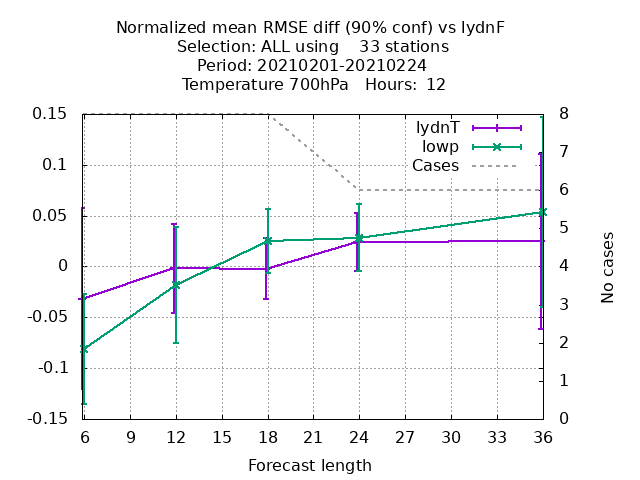 Normalized mean RMSE diff (90% conf) vs lydnF
Selection: ALL using    33 stations
Period: 20210201-20210224
Temperature 700hPa   Hours:  12
0.15
0.1
0.05
0
-0.05
-0.1
-0.15
lydnT
lowp
Cases
8
7
6
5
4
3
2
1
0
No cases
6 9 12 15 18 21 24 27 30 33 36
Forecast length